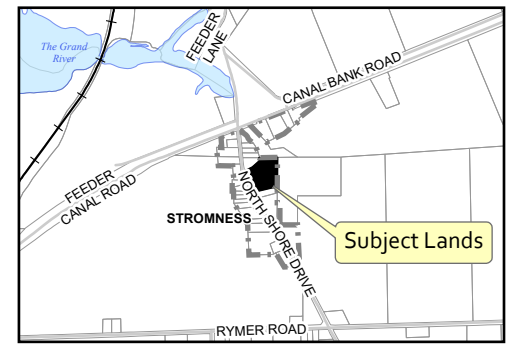 The Grand
River
FEEDER
LANE
CANAL BANK ROAD
FEEDER
CANAL ROAD
NORTH SHORE DRIVE
STROMNESS
Subject Lands
RYMER ROAD